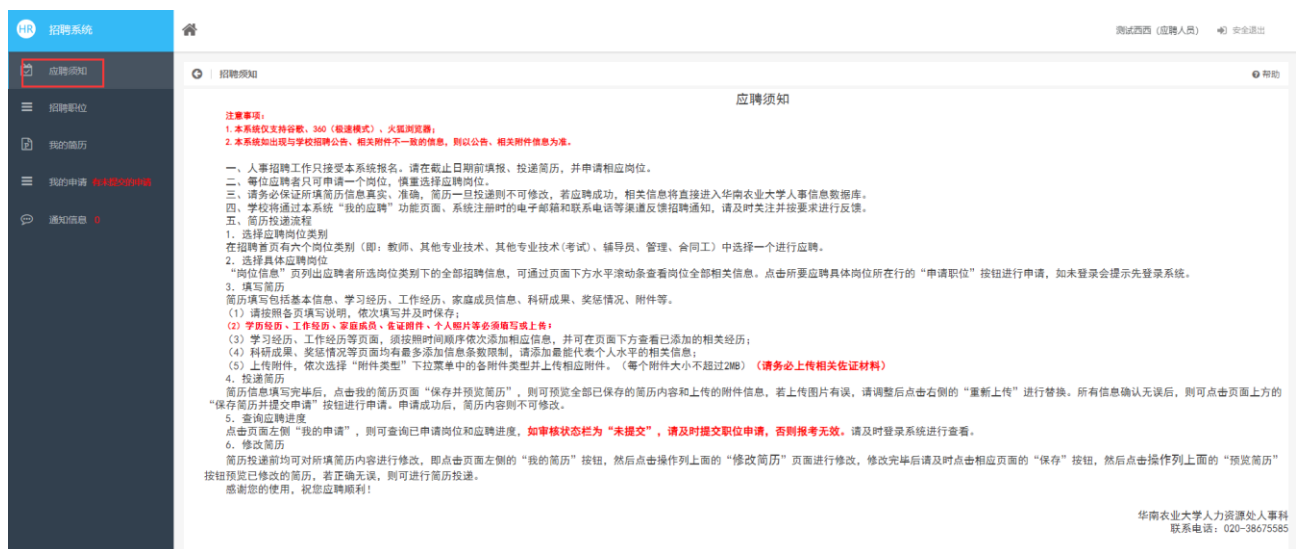 HR 招聘系统
测试西西（应聘人员） 安全退出
应聘须知
招聘职位
我的简历
我的申请 有未提交的申请
通知信息 0
招聘须知
帮助
应聘须知
注意事项：
1.本系统仅支持谷歌、360（极速模式）、火狐浏览器；
2.本系统如出现与学校招聘公告、相关附件不一致的信息，则以公告、相关附件信息为准。
一、人事招聘工作只接受本系统报名。请在截止日期前填报、投递简历，并申请相应岗位。
二、每位应聘者只可申请一个岗位，慎重选择应聘岗位。
三、请务必保证所填简历信息真实、准确，简历一旦投递则不可修改，若应聘成功，相关信息将直接进入华南农业大学人事信息数据库。
四、学校将通过本系统“我的应聘”功能页面、系统注册时的电子邮箱和联系电话等渠道反馈招聘通知，请及时关注并按要求进行反馈。
五、简历投递流程
1．选择应聘岗位类别
在招聘首页有六个岗位类别（即：教师、其他专业技术、其他专业技术(考试)、辅导员、管理、合同工）中选择一个进行应聘。
2．选择具体应聘岗位
“岗位信息”页列出应聘者所选岗位类别下的全部招聘信息，可通过页面下方水平滚动条查看岗位全部相关信息。点击所要应聘具体岗位所在行的“申请职位”按钮进行申请，如未登录会提示先登录系统。
3．填写简历
简历填写包括基本信息、学习经历、工作经历、家庭成员信息、科研成果、奖惩情况、附件等。
（1）请按照各页填写说明，依次填写并及时保存；
（2）学历经历、工作经历、家庭成员、佐证附件、个人照片等必须填写或上传；
（3）学习经历、工作经历等页面，须按照时间顺序依次添加相应信息，并可在页面下方查看已添加的相关经历；
（4）科研成果、奖惩情况等页面均有最多添加信息条数限制，请添加最能代表个人水平的相关信息；
（5）上传附件，依次选择“附件类型”下拉菜单中的各附件类型并上传相应附件。（每个附件大小不超过2MB）（请务必上传相关佐证材料）
4．投递简历
简历信息填写完毕后，点击我的简历页面“保存并预览简历”，则可预览全部已保存的简历内容和上传的附件信息，若上传图片有误，请调整后点击右侧的“重新上传”进行替换。所有信息确认无误后，则可点击页面上方的
“保存简历并提交申请”按钮进行申请。申请成功后，简历内容则不可修改。
5．查询应聘进度
点击页面左侧“我的申请”，则可查询已申请岗位和应聘进度，如审核状态栏为“未提交”，请及时提交职位申请，否则报考无效。请及时登录系统进行查看。
6．修改简历
简历投递前均可对所填简历内容进行修改，即点击页面左侧的“我的简历”按钮，然后点击操作列上面的“修改简历”页面进行修改，修改完毕后请及时点击相应页面的“保存”按钮，然后点击操作列上面的“预览简历”
按钮预览已修改的简历，若正确无误，则可进行简历投递。
感谢您的使用，祝您应聘顺利！
华南农业大学人力资源处人事科
联系电话：020-38675585